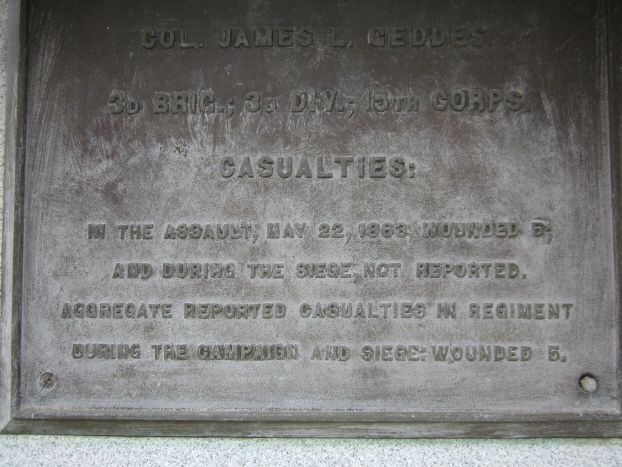 COL. JAMES L. GEDDES.
3D BRIG.; 3D DIV.; 15TH CORPS.
CASUALTIES:
IN THE ASSAULT, MAY 22, 1863, WOUNDED 5;
AND DURING THE SIEGE, NOT REPORTED.
AGGREGATE REPORTED CASUALTIES IN REGIMENT
DURING THE CAMPAIGN AND SIEGE: WOUNDED 5.